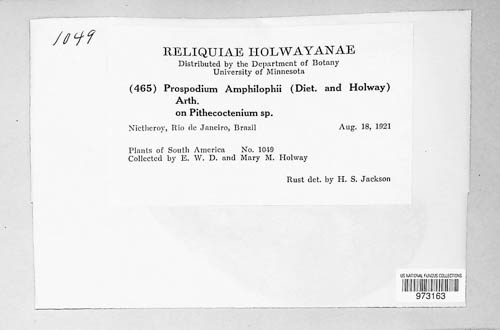 1049
RELIQUIAE HOLWAYANAE
Distributed by the Department of Botany
University of Minnesota
(465) Prospodium Amphilophii (Diet. and Holway)
Arth.
on Pithecoctenium sp.
Nictheroy, Rio de Janeiro, Brazil Aug. 18, 1921
Plants of South America No. 1049
Collected by E. W. D. and Mary M. Holway
Rust det. by H. S. Jackson
US NATIONAL FUNGUS COLLECTIONS
973163